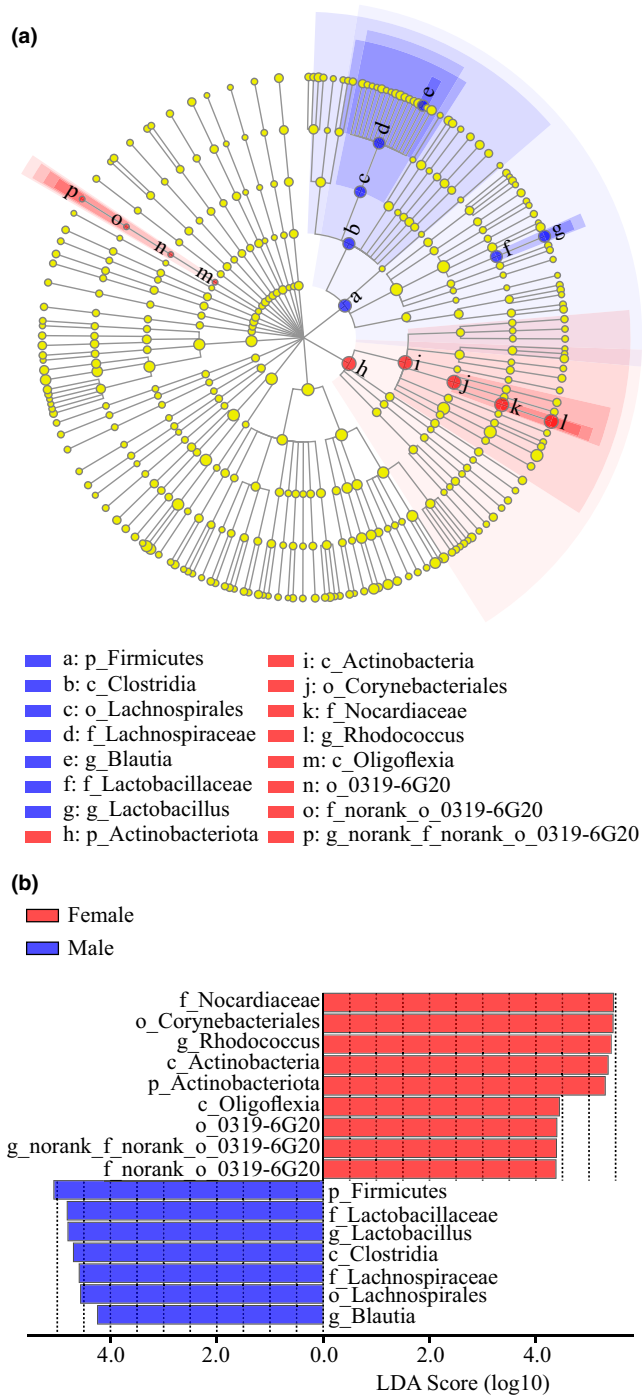 (a)
a
b
c
d
e
f
g
h
i
j
k
l
m
n
o
p
a: p_Firmicutes
b: c_Clostridia
c: o_Lachnospirales
d: f_Lachnospiraceae
e: g_Blautia
f: f_Lactobacillaceae
g: g_Lactobacillus
h: p_Actinobacteriota
i: c_Actinobacteria
j: o_Corynebacteriales
k: f_Nocardiaceae
l: g_Rhodococcus
m: c_Oligoflexia
n: o_0319-6G20
o: f_norank_o_0319-6G20
p: g_norank_f_norank_o_0319-6G20
(b)
Female
Male
f_Nocardiaceae
o_Corynebacteriales
g_Rhodococcus
c_Actinobacteria
p_Actinobacteriota
c_Oligoflexia
o_0319-6G20
g_norank_f_norank_o_0319-6G20
f_norank_o_0319-6G20
p_Firmicutes
f_Lactobacillaceae
g_Lactobacillus
c_Clostridia
f_Lachnospiraceae
o_Lachnospirales
g_Blautia
4.0 2.0 0.0 2.0 4.0
LDA Score (log10)